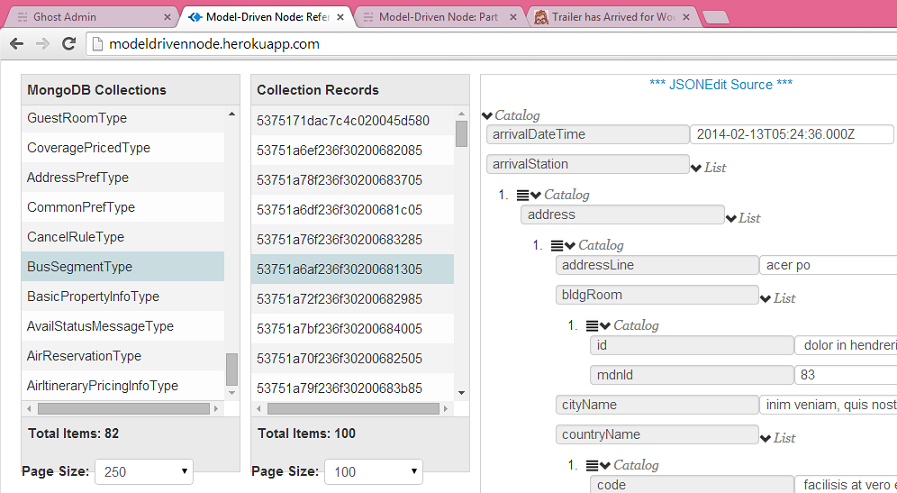 Ghost Admin
Model-Driven Node: Refer
Model-Driven Node: Part
Trailer has Arrived for Wo
modeldrivennode.herokuapp.com
MongoDB Collections
GuestRoomType
CoveragePricedType
AddressPrefType
CommonPrefType
CancelRuleType
BusSegmentType
BasicPropertyInfoType
AvailStatusMessageType
AirReservationType
AirItineraryPricingInfoType
Total Items: 82
Page Size: 250
Collection Records
5375171dac7c4c020045d580
53751a6ef236f30200682085
53751a78f236f30200683705
53751a6df236f30200681c05
53751a76f236f30200683285
53751a6af236f30200681305
53751a72f236f30200682985
53751a7bf236f30200684005
53751a70f236f30200682505
53751a79f236f30200683b85
Total Items: 100
Page Size: 100
*** JSONEdit Source ***
Catalog
arrivalDateTime 2014-02-13T05:24:36.000Z
arrivalStation List
1. Catalog
address List
1. Catalog
addressLine acer po
bldgRoom List
1. Catalog
id dolor in hendreri
mdnId 83
cityName inim veniam, quis nost
countryName List
1. Catalog
code facilisis at vero e